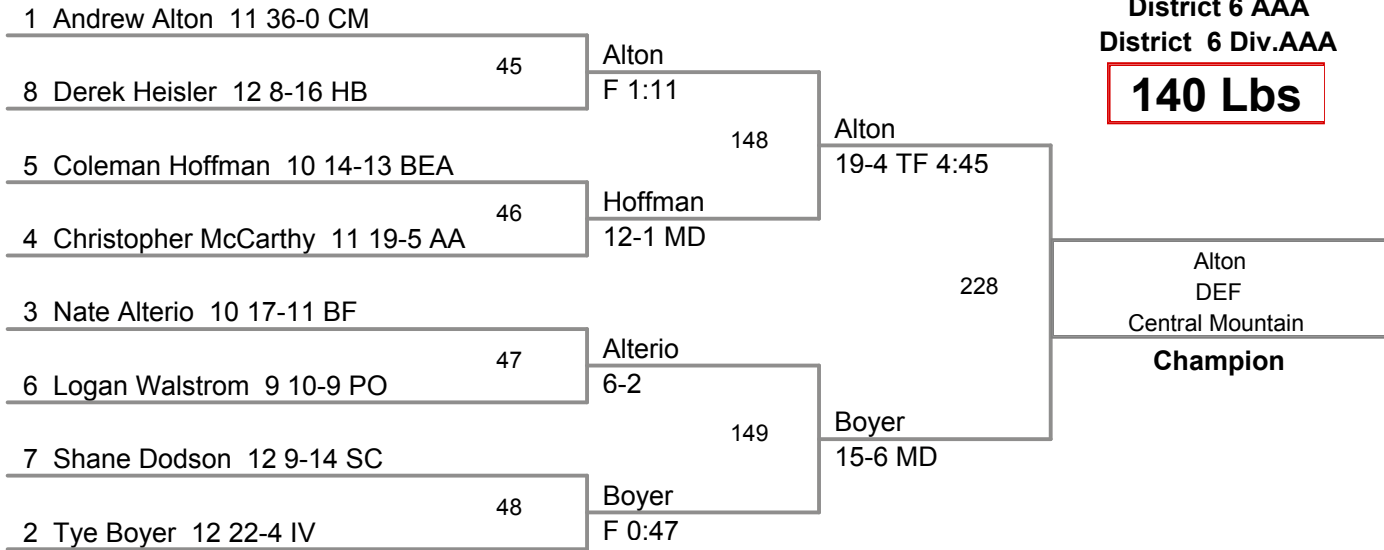 District 6 AAA
District 6 Div.AAA
140 Lbs
1 Andrew Alton 11 36-0 CM
45
8 Derek Heisler 12 8-16 HB
Alton
F 1:11
5 Coleman Hoffman 10 14-13 BEA
46
4 Christopher McCarthy 11 19-5 AA
Hoffman
12-1 MD
148
Alton
19-4 TF 4:45
3 Nate Alterio 10 17-11 BF
47
6 Logan Walstrom 9 10-9 PO
Alterio
6-2
7 Shane Dodson 12 9-14 SC
48
2 Tye Boyer 12 22-4 IV
Boyer
F 0:47
149
Boyer
15-6 MD
228
Alton
DEF
Central Mountain
Champion